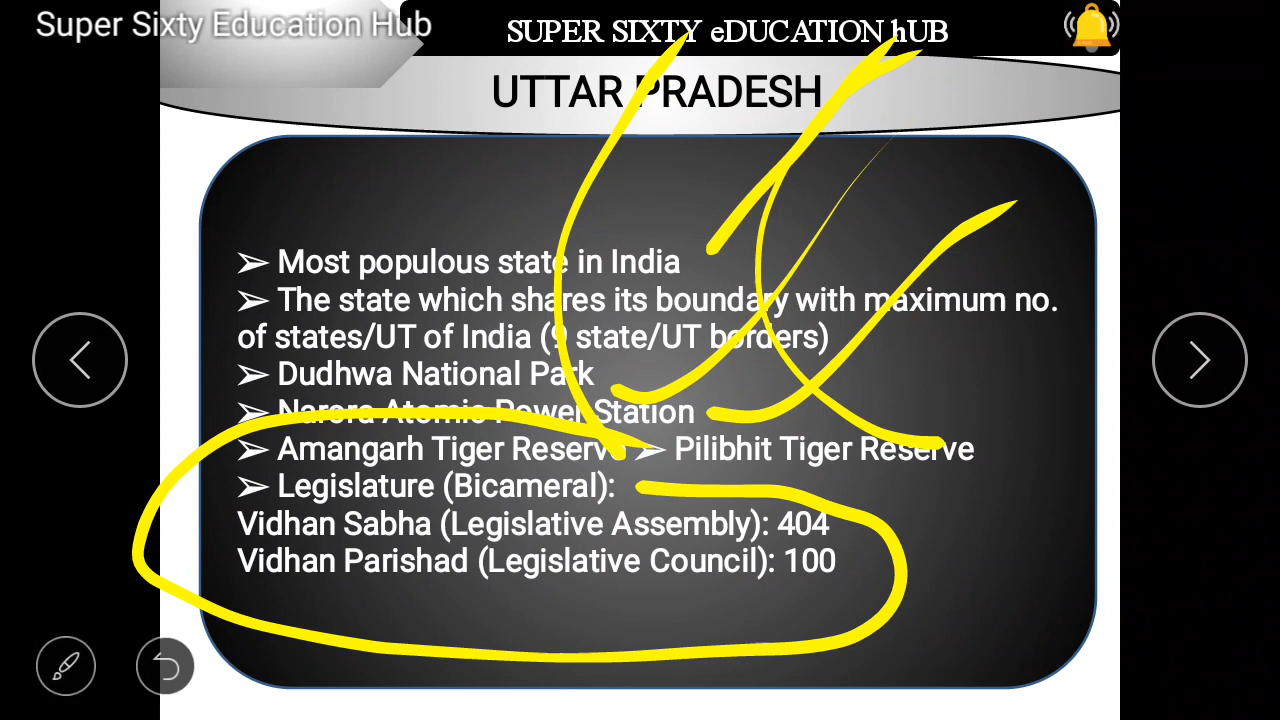 Super Sixty Education Hub
SUPER SIXTY eDUCATION hUB
UTTAR PRADESH
➢ Most populous state in India
➢ The state which shares its boundary with maximum no.
of states/UT of India (9 state/UT borders)
➢ Dudhwa National Park
➢ Narora Atomic Power Station
➢ Amangarh Tiger Reserve ➢ Pilibhit Tiger Reserve
➢ Legislature (Bicameral):
Vidhan Sabha (Legislative Assembly): 404
Vidhan Parishad (Legislative Council): 100